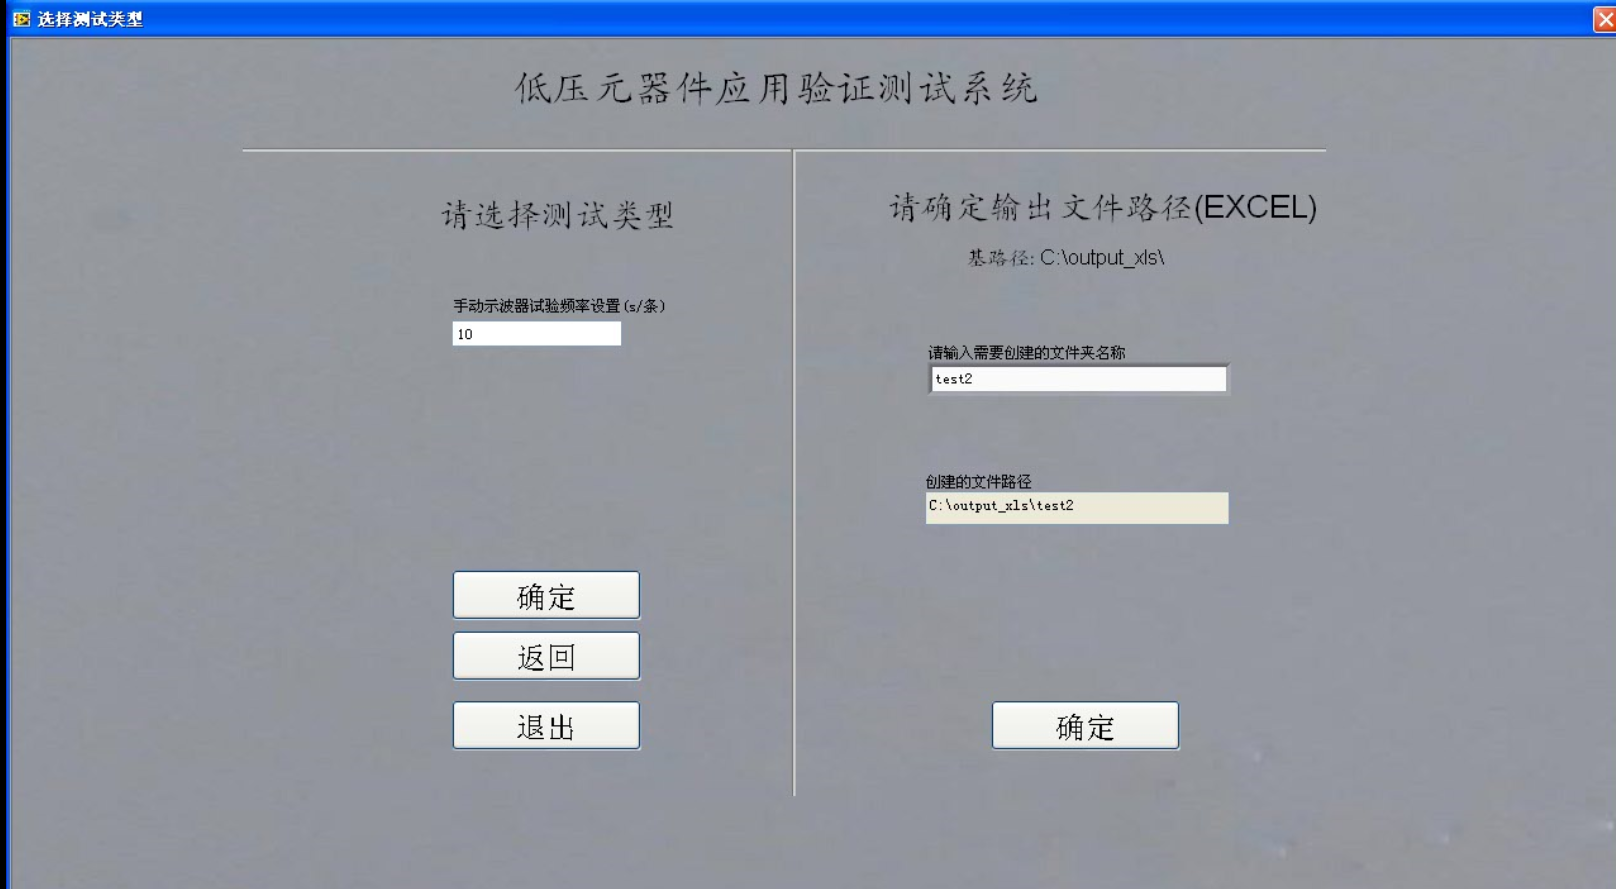 选择测试类型
低压元器件应用验证测试系统
请选择测试类型
手动示波器试验频率设置(s/条)
10
确定
返回
退出
请确定输出文件路径(EXCEL)
基路径: C:\output_xls\
请输入需要创建的文件夹名称
test2
创建的文件路径
C:\output_xls\test2
确定